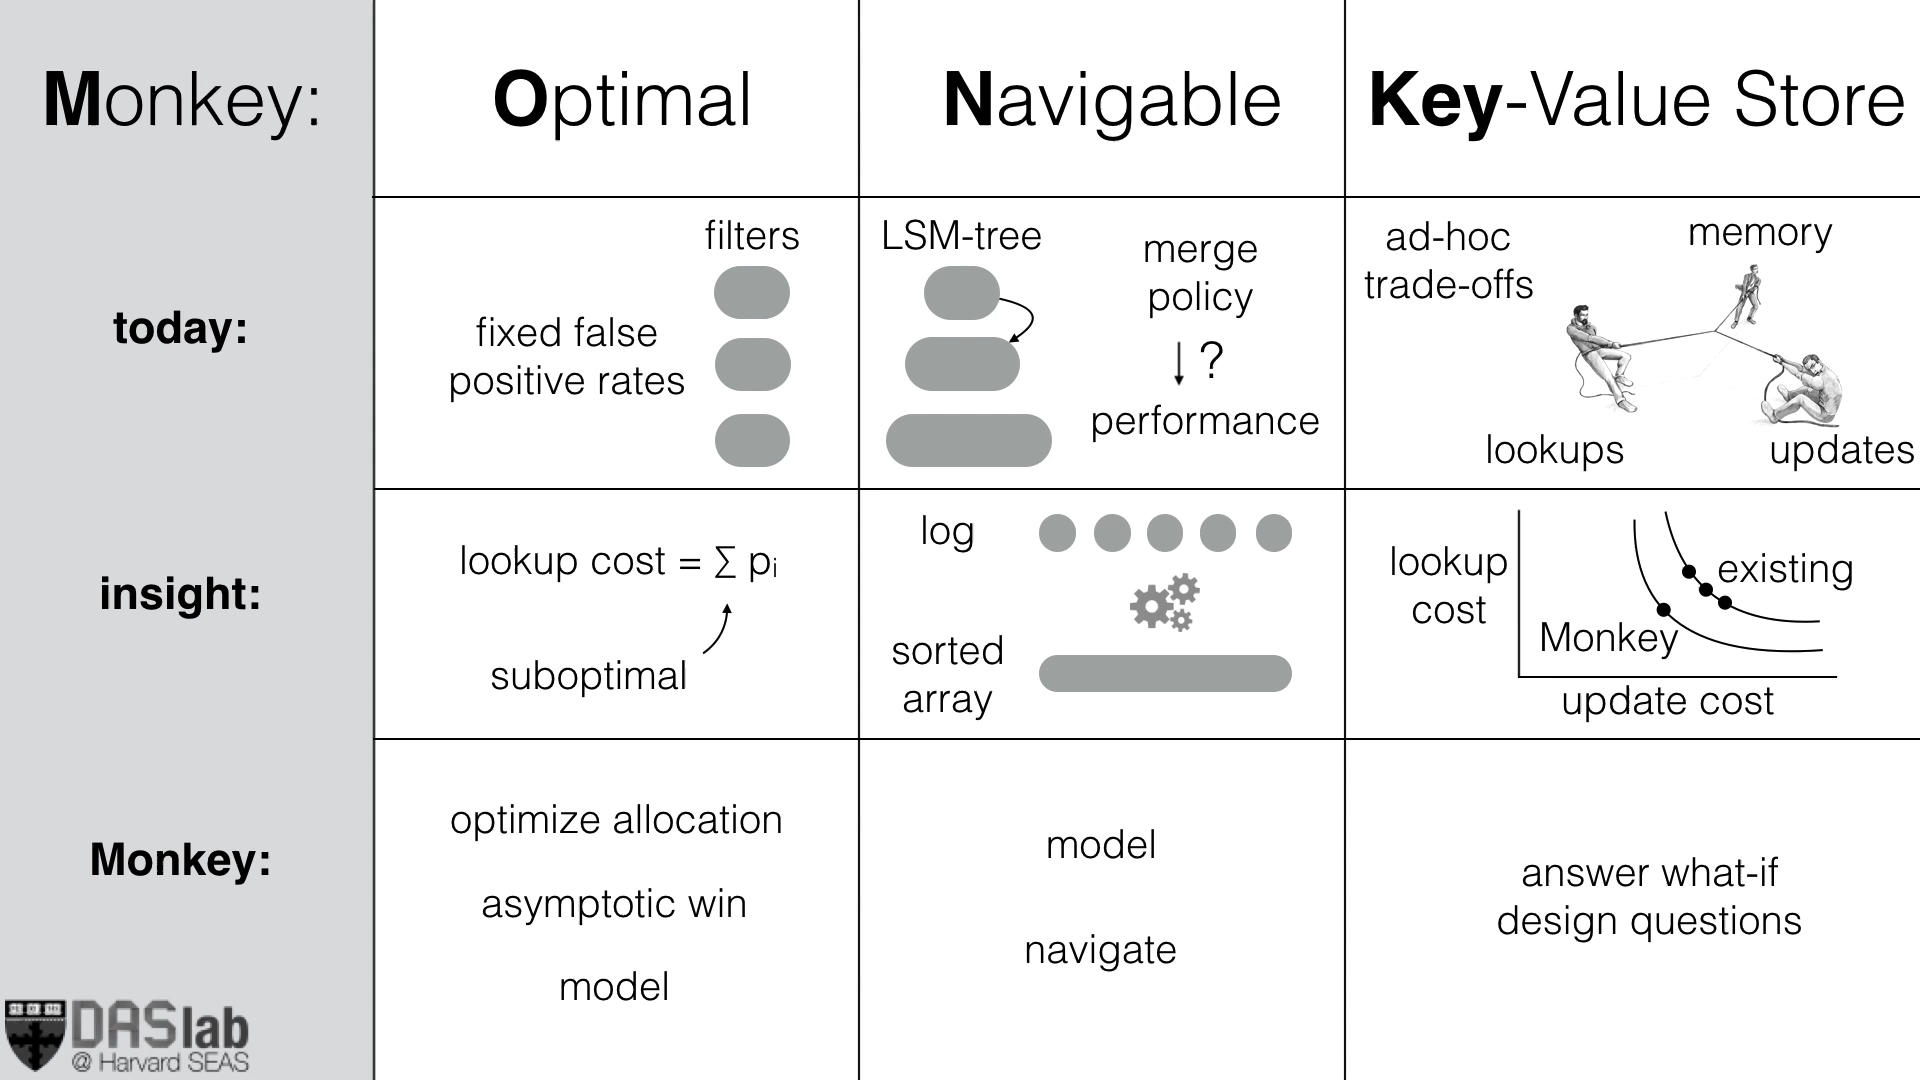 Monkey:
Optimal
Navigable
Key-Value Store
today:
filters
fixed false
positive rates
LSM-tree
merge
policy
?
performance
ad-hoc
trade-offs
memory
lookups
updates
insight:
lookup cost = ∑ pᵢ
suboptimal
log
sorted
array
lookup
cost
existing
Monkey
update cost
Monkey:
optimize allocation
asymptotic win
model
model
navigate
answer what-if
design questions
DASlab
@ Harvard SEAS